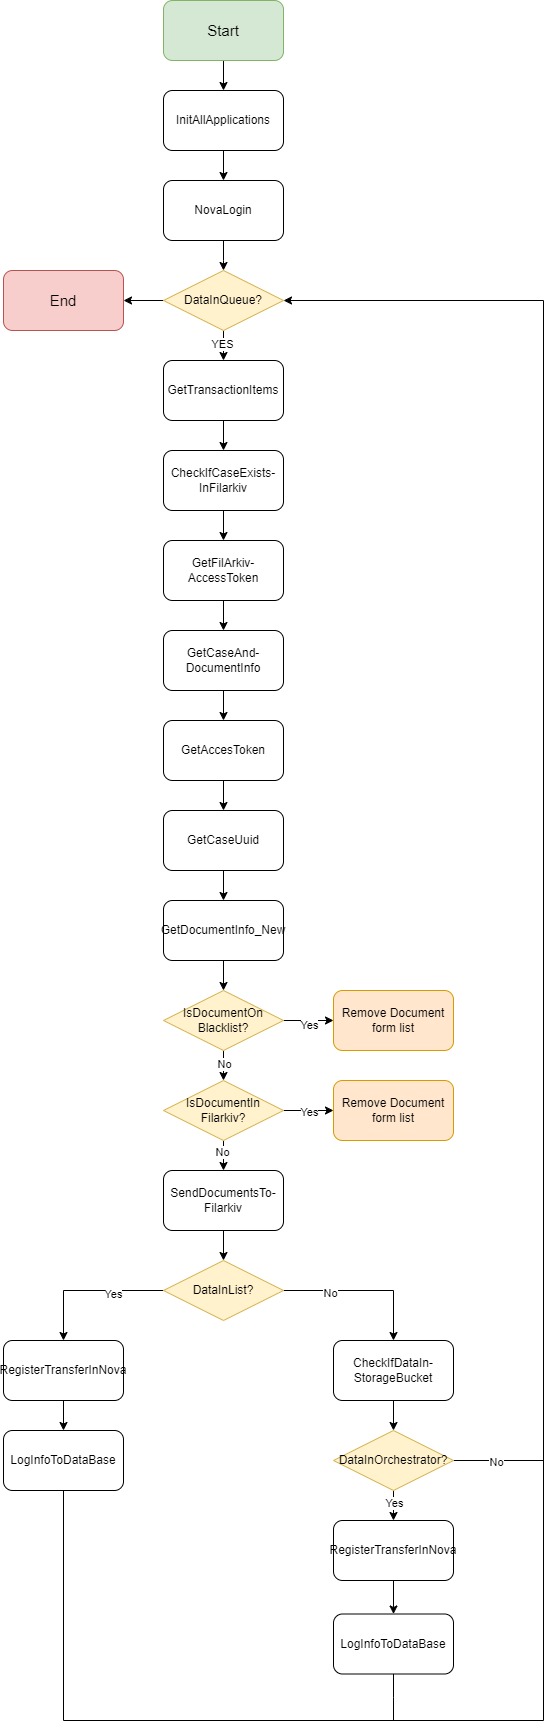 Start
InitAllApplications
NovaLogin
DataInQueue?
End
YES
GetTransactionItems
CheckIfCaseExists-
InFilarkiv
GetFilArkiv-
AccessToken
GetCaseAnd-
DocumentInfo
GetAccesToken
GetCaseUuid
GetDocumentInfo_New
IsDocumentOn
Blacklist?
Yes
Remove Document
form list
No
IsDocumentIn
Filarkiv?
Yes
Remove Document
form list
No
SendDocumentsTo-
Filarkiv
DataInList?
Yes
No
RegisterTransferInNova
CheckIfDataIn-
StorageBucket
LogInfoToDataBase
DataInOrchestrator?
No
Yes
RegisterTransferInNova
LogInfoToDataBase